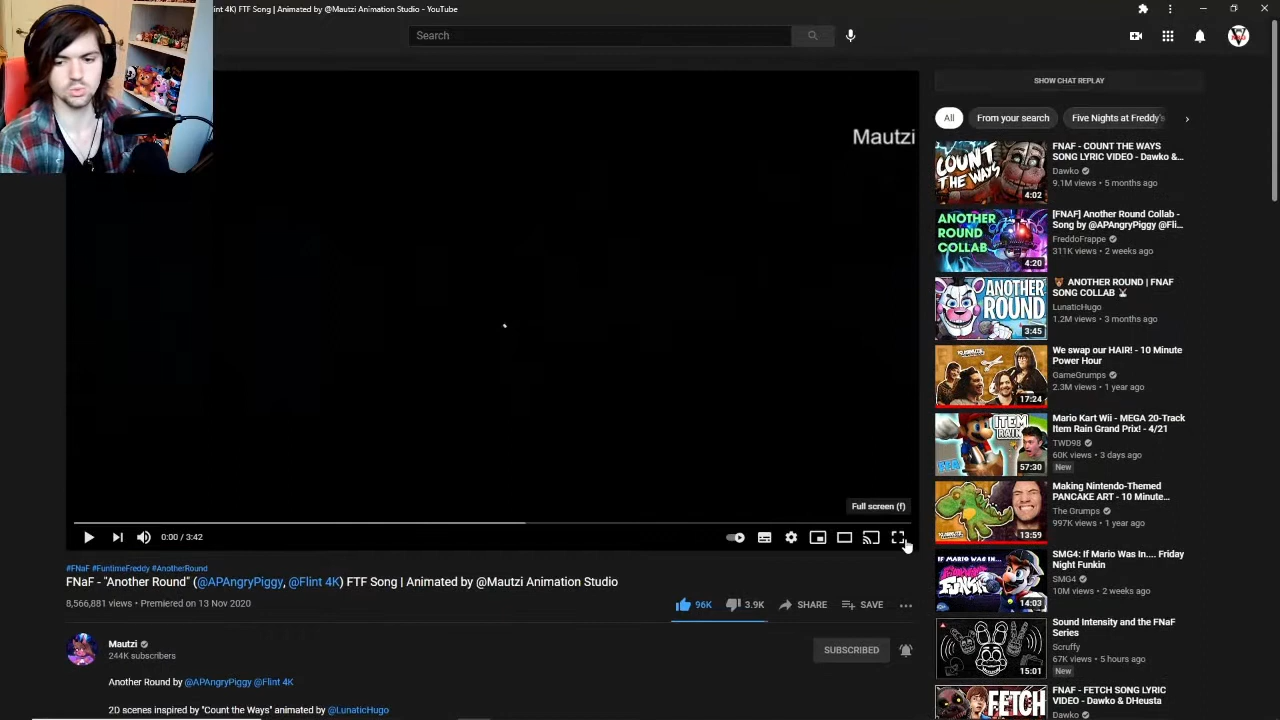 int 4K) FTF Song | Animated by @Mautzi Animation Studio - YouTube
Search
Mautzi
Full screen (f)
0:00 / 3:42
#FNaF #FuntimeFreddy #AnotherRound
FNaF - "Another Round" (@APAngryPiggy, @Flint 4K) FTF Song | Animated by @Mautzi Animation Studio
8,566,881 views • Premiered on 13 Nov 2020
96K
3.9K
SHARE
SAVE
Mautzi
244K subscribers
SUBSCRIBED
Another Round by @APAngryPiggy @Flint 4K
2D scenes inspired by "Count the Ways" animated by @LunaticHugo
SHOW CHAT REPLAY
All
From your search
Five Nights at Freddy's
COUNT THE WAYS
4:02
FNAF - COUNT THE WAYS
SONG LYRIC VIDEO - Dawko &...
Dawko
9.1M views • 5 months ago
ANOTHER ROUND COLLAB
4:20
[FNAF] Another Round Collab -
Song by @APAngryPiggy @Fli...
FreddoFrappe
311K views • 2 weeks ago
ANOTHER ROUND
3:45
ANOTHER ROUND | FNAF
SONG COLLAB
LunaticHugo
1.2M views • 3 months ago
17:24
We swap our HAIR! - 10 Minute
Power Hour
GameGrumps
2.3M views • 1 year ago
ITEM RAIN
57:30
Mario Kart Wii - MEGA 20-Track
Item Rain Grand Prix! - 4/21
TWD98
60K views • 3 days ago
New
13:59
Making Nintendo-Themed
PANCAKE ART - 10 Minute...
The Grumps
997K views • 1 year ago
IF MARIO WAS IN...
14:03
SMG4: If Mario Was In.... Friday
Night Funkin
SMG4
10M views • 2 weeks ago
15:01
Sound Intensity and the FNaF
Series
Scruffy
67K views • 5 hours ago
New
FETCH
FNAF - FETCH SONG LYRIC
VIDEO - Dawko & DHeusta
Dawko